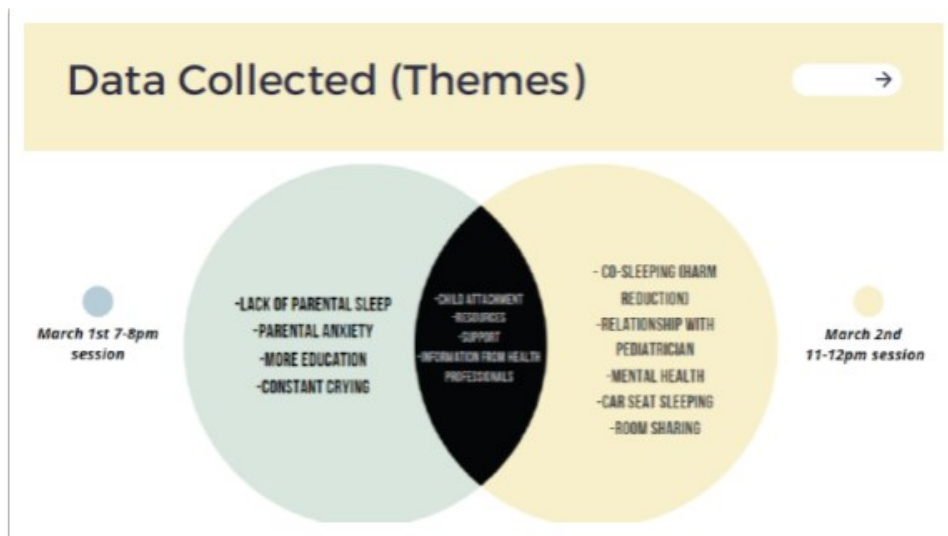 Data Collected (Themes)
March 1st 7-8pm
session
-LACK OF PARENTAL SLEEP
-PARENTAL ANXIETY
-MORE EDUCATION
-CONSTANT CRYING
-CHILD ATTACHMENT
-RESOURCES
-SUPPORT
-INFORMATION FROM HEALTH
PROFESSIONALS
- CO-SLEEPING (HARM
REDUCTION)
-RELATIONSHIP WITH
PEDIATRICIAN
-MENTAL HEALTH
-CAR SEAT SLEEPING
-ROOM SHARING
March 2nd
11-12pm session